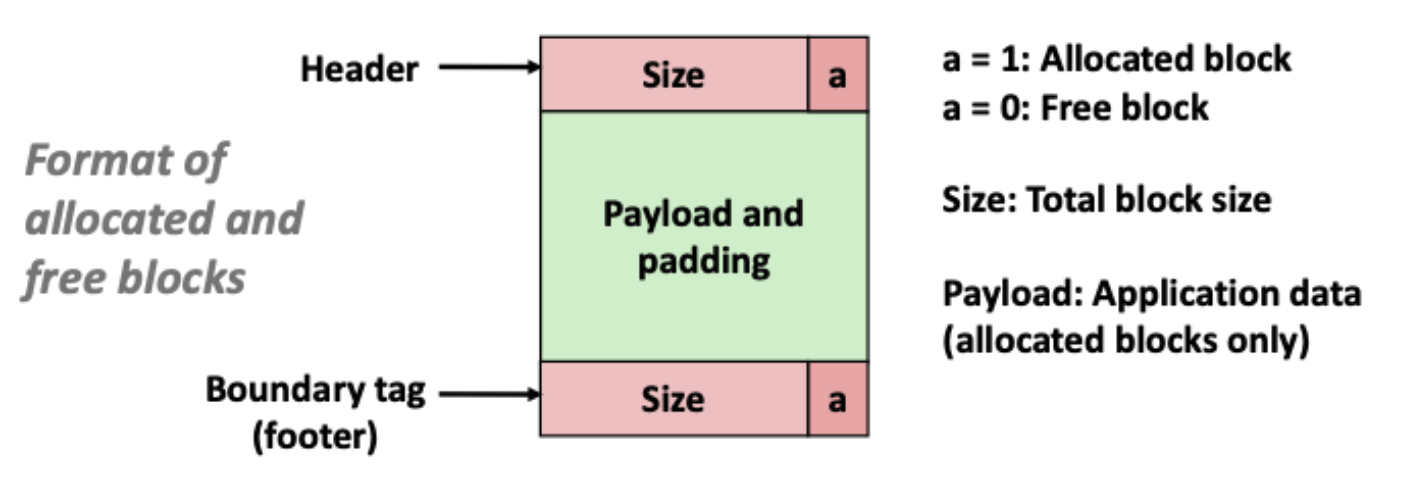 Format of
allocated and
free blocks
Header
Size a
Payload and
padding
Boundary tag
(footer)
Size a
a = 1: Allocated block
a = 0: Free block
Size: Total block size
Payload: Application data
(allocated blocks only)